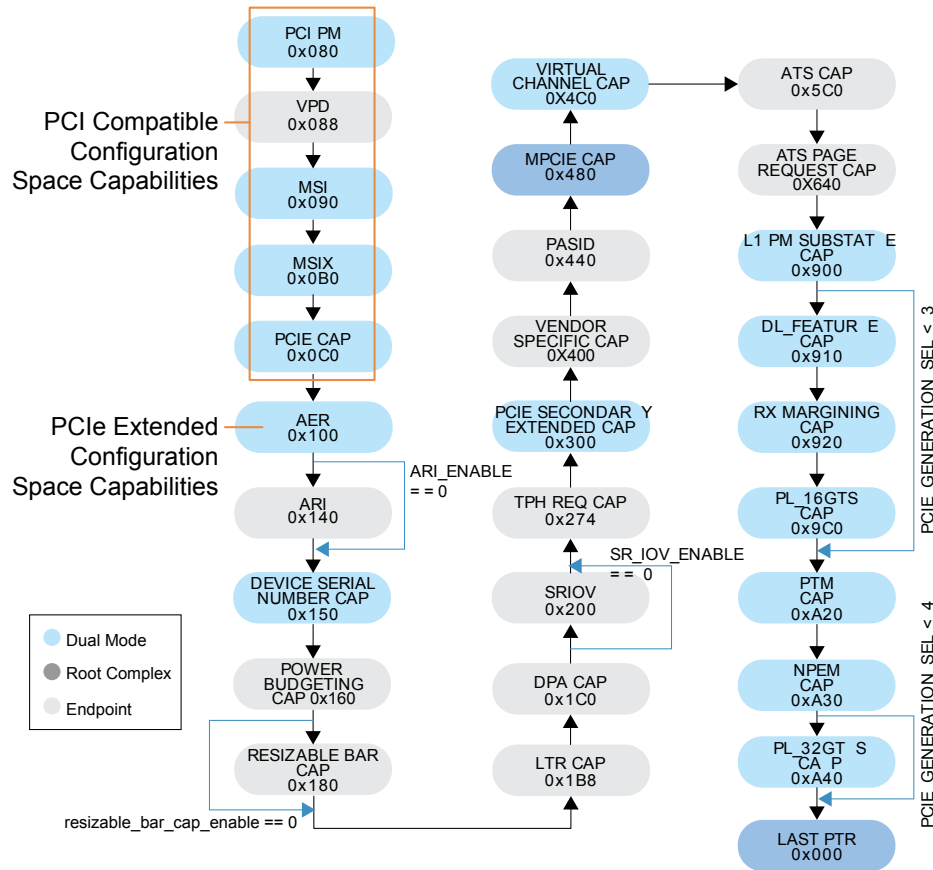 PCI PM
0x080
VPD
0x088
MSI
0x090
MSIX
0x0B0
PCIE CAP
0x0C0
PCI Compatible
Configuration
Space Capabilities
AER
0x100
PCIe Extended
Configuration
Space Capabilities
ARI_ENABLE
= = 0
ARI
0x140
DEVICE SERIAL
NUMBER CAP
0x150
POWER
BUDGETING
CAP 0x160
RESIZABLE BAR
CAP
0x180
resizable_bar_cap_enable == 0
Dual Mode
Root Complex
Endpoint
VIRTUAL
CHANNEL CAP
0X4C0
MPCIE CAP
0x480
PASID
0x440
VENDOR
SPECIFIC CAP
0X400
PCIE SECONDAR Y
EXTENDED CAP
0x300
TPH REQ CAP
0x274
SR_IOV_ENABLE
= = 0
SRIOV
0x200
DPA CAP
0x1C0
LTR CAP
0x1B8
ATS CAP
0x5C0
ATS PAGE
REQUEST CAP
0X640
L1 PM SUBSTAT E
CAP
0x900
DL_FEATUR E
CAP
0x910
RX MARGINING
CAP
0x920
PL_16GTS
CAP
0x9C0
PCIE_GENERATION_SEL < 3
PTM
CAP
0xA20
NPEM
CAP
0xA30
PL_32GT S
CA P
0xA40
PCIE_GENERATION_SEL < 4
LAST PTR
0x000